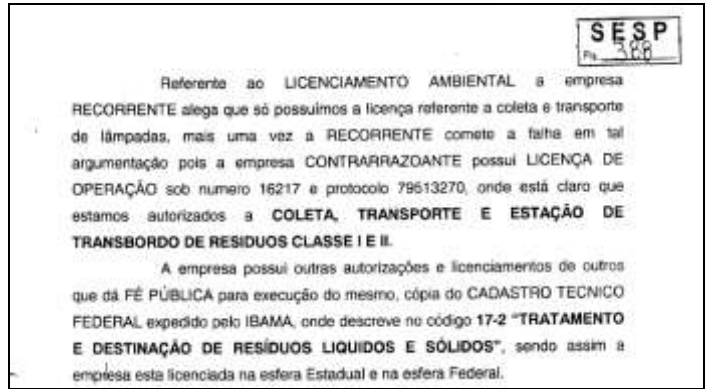 SESP
Fls. 388
Referente ao LICENCIAMENTO AMBIENTAL a empresa
RECORRENTE alega que só possuímos a licença referente a coleta e transporte
de lâmpadas, mais uma vez a RECORRENTE comete a falha em tal
argumentação pois a empresa CONTRARRAZOANTE possui LICENÇA DE
OPERAÇÃO sob numero 16217 e protocolo 79513270, onde está claro que
estamos autorizados a COLETA, TRANSPORTE E ESTAÇÃO DE
TRANSBORDO DE RESIDUOS CLASSE I E II.
A empresa possui outras autorizações e licenciamentos de outros
que dá FÉ PÚBLICA para execução do mesmo, cópia do CADASTRO TECNICO
FEDERAL expedido pelo IBAMA, onde descreve no código 17-2 "TRATAMENTO
E DESTINAÇÃO DE RESÍDUOS LIQUIDOS E SÓLIDOS", sendo assim a
empresa esta licenciada na esfera Estadual e na esfera Federal.